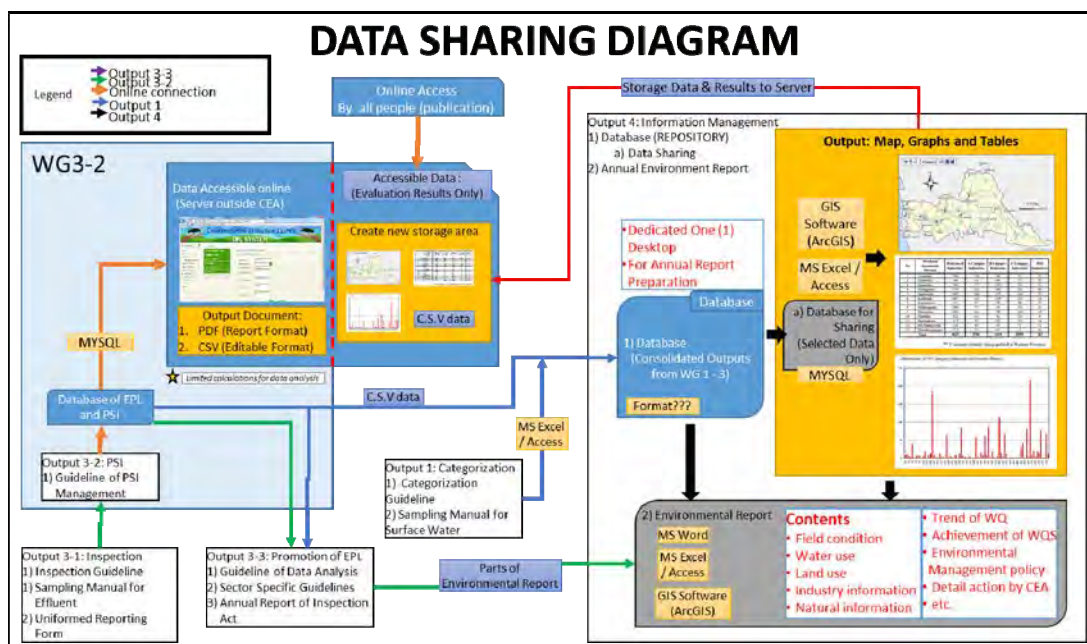 DATA SHARING DIAGRAM
Legend
Output 3-3
Output 3-2
Online connection
Output 1
Output 4
Online Access
By all people (publication)
Storage Data & Results to Server
WG3-2
Data Accessible online
(Server outside CEA)
Output Document:
1. PDF (Report Format)
2. CSV (Editable Format)
Limited calculations for data analysis
Accessible Data :
(Evaluation Results Only)
Create new storage area
C.S.V data
MYSQL
Database of EPL
and PSI
C.S.V data
MS Excel
/ Access
Output 3-2: PSI
1) Guideline of PSI
Management
Output 3-1: Inspection
1) Inspection Guideline
1) Sampling Manual for
Effluent
2) Uniformed Reporting
Form
Output 3-3: Promotion of EPL
1) Guideline of Data Analysis
2) Sector Specific Guidelines
3) Annual Report of Inspection
Act
Output 1: Categorization
1) Categorization
Guideline
2) Sampling Manual for
Surface Water
Parts of
Environmental Report
Output 4: Information Management
1) Database (REPOSITORY)
a) Data Sharing
2) Annual Environment Report
•Dedicated One (1)
Desktop
•For Annual Report
Preparation
Database
1) Database
(Consolidated Outputs
from WG 1 - 3)
Format???
Output: Map, Graphs and Tables
GIS
Software
(ArcGIS)
MS Excel /
Access
a) Database for
Sharing
(Selected Data
Only)
MYSQL
2) Environmental Report
MS Word
MS Excel
/ Access
GIS Software
(ArcGIS)
Contents
• Field condition
• Water use
• Land use
• Industry information
• Natural information
• Trend of WQ
• Achievement of WQS
• Environmental
Management policy
• Detail action by CEA
• etc.